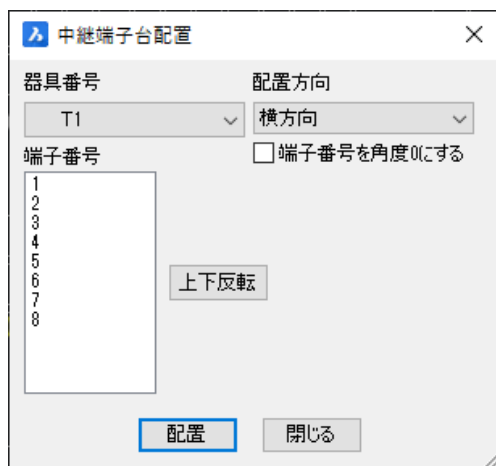 中継端子台配置
器具番号
配置方向
T1
横方向
端子番号
端子番号を角度0にする
1
2
3
4
5
6
7
8
上下反転
配置
閉じる